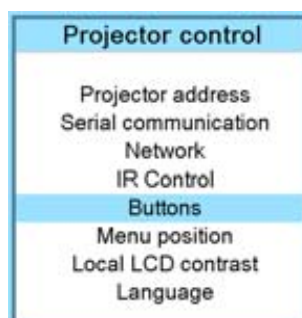 Projector control
Projector address
Serial communication
Network
IR Control
Buttons
Menu position
Local LCD contrast
Language